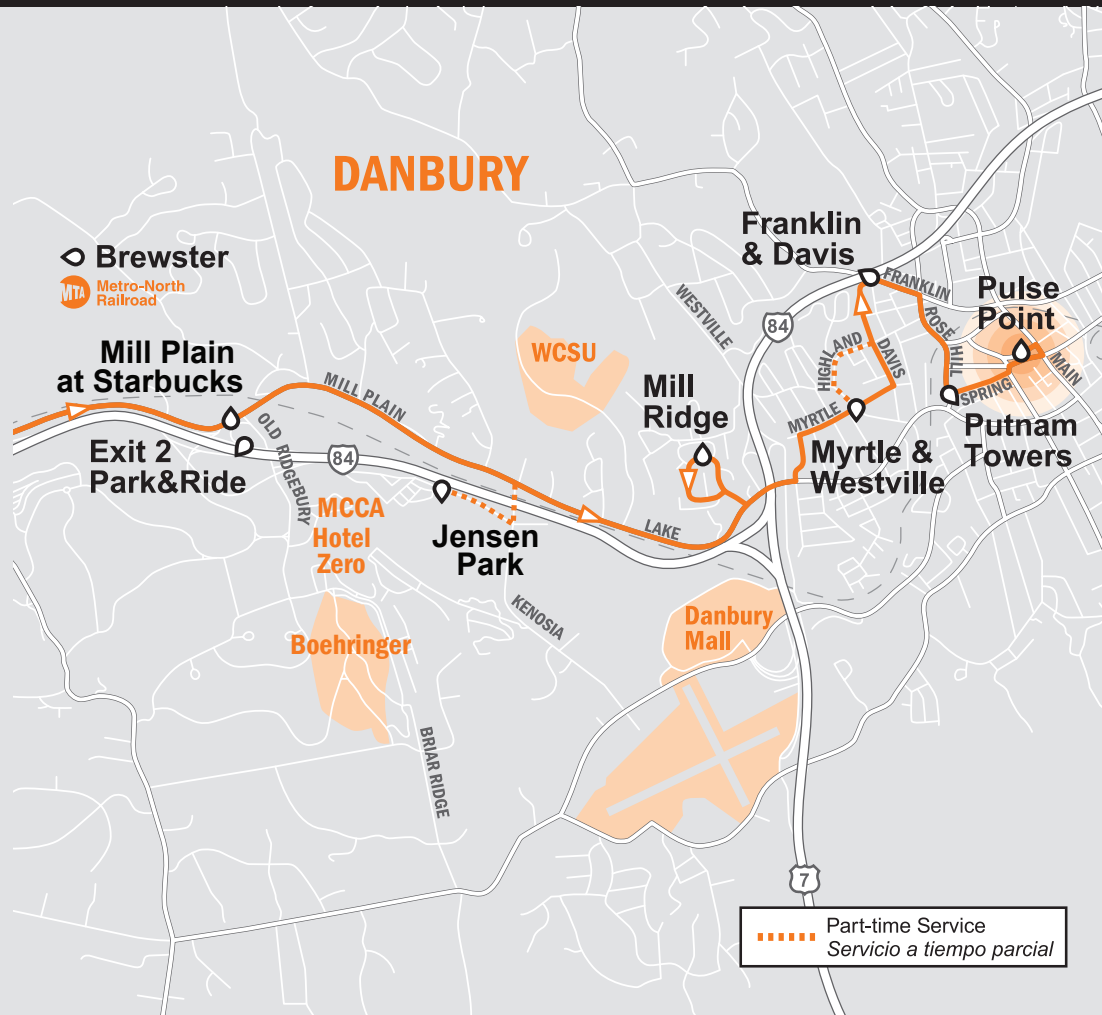 DANBURY
Franklin
& Davis
Brewster
MTA
Metro-North
Railroad
WESTVILLE
FRANKLIN
Pulse
Point
84
ROSE HILL
MAIN
Mill Plain
at Starbucks
MILL PLAIN
WCSU
HIGHLAND
DAVIS
Mill
Ridge
SPRING
MYRTLE
Putnam
Towers
OLD RIDGEBURY
Exit 2
Park&Ride
84
Myrtle &
Westville
MCCA
Hotel
Zero
Jensen
Park
LAKE
KENOSIA
Danbury
Mall
Boehringer
BRIAR RIDGE
7
Part-time Service
Servicio a tiempo parcial